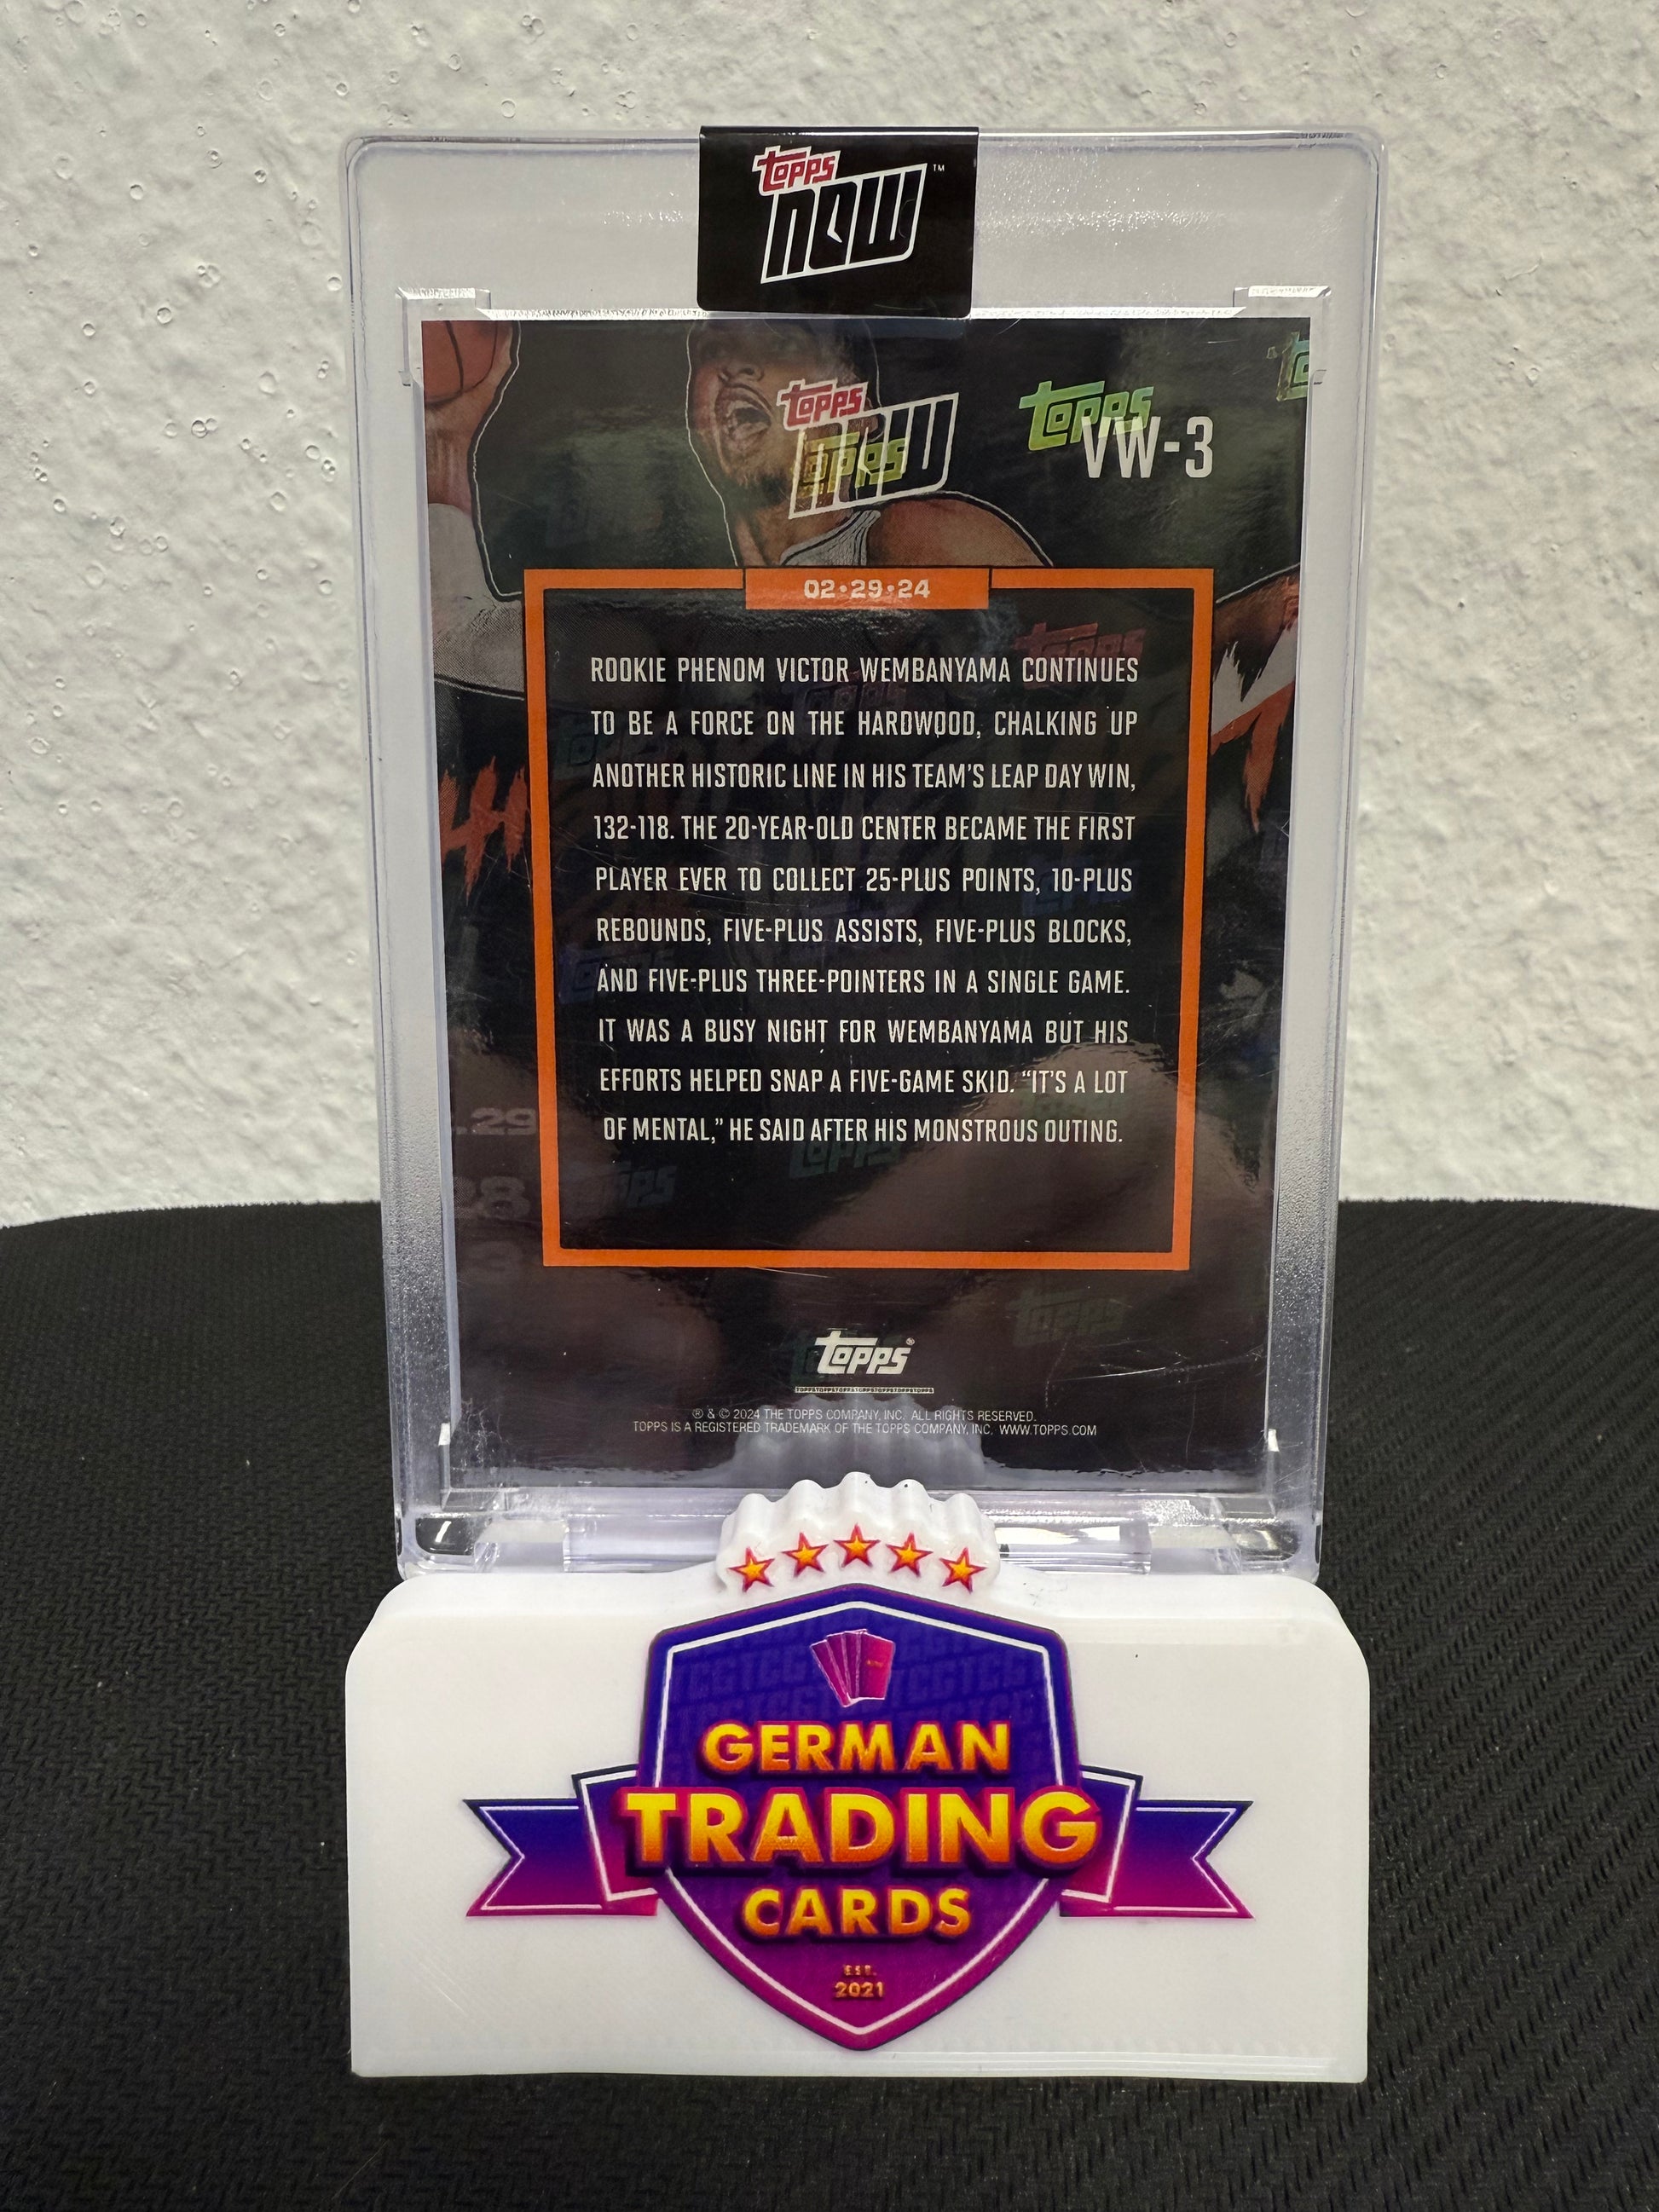 topps
now™
topps
now
topps
topps
VW-3
02•29•24
ROOKIE PHENOM VICTOR WEMBANYAMA CONTINUES
TO BE A FORCE ON THE HARDWOOD, CHALKING UP
ANOTHER HISTORIC LINE IN HIS TEAM'S LEAP DAY WIN,
132-118. THE 20-YEAR-OLD CENTER BECAME THE FIRST
PLAYER EVER TO COLLECT 25-PLUS POINTS, 10-PLUS
REBOUNDS, FIVE-PLUS ASSISTS, FIVE-PLUS BLOCKS,
AND FIVE-PLUS THREE-POINTERS IN A SINGLE GAME.
IT WAS A BUSY NIGHT FOR WEMBANYAMA BUT HIS
EFFORTS HELPED SNAP A FIVE-GAME SKID. “IT'S A LOT
OF MENTAL,” HE SAID AFTER HIS MONSTROUS OUTING.
.29
28
3
topps®
TOPPSTOPPSTOPPSTOPPSTOPPSTOPPSTOPPS
® & © 2024 THE TOPPS COMPANY, INC. ALL RIGHTS RESERVED.
TOPPS IS A REGISTERED TRADEMARK OF THE TOPPS COMPANY, INC. WWW.TOPPS.COM
GERMAN
TRADING
CARDS
EST.
2021